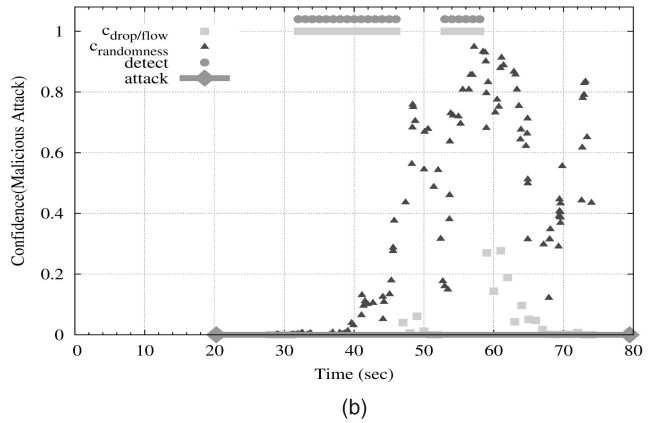 c_drop/flow
c_randomness
detect
attack
Confidence(Malicious Attack)
1
0.8
0.6
0.4
0.2
0
0 10 20 30 40 50 60 70 80
Time (sec)
(b)